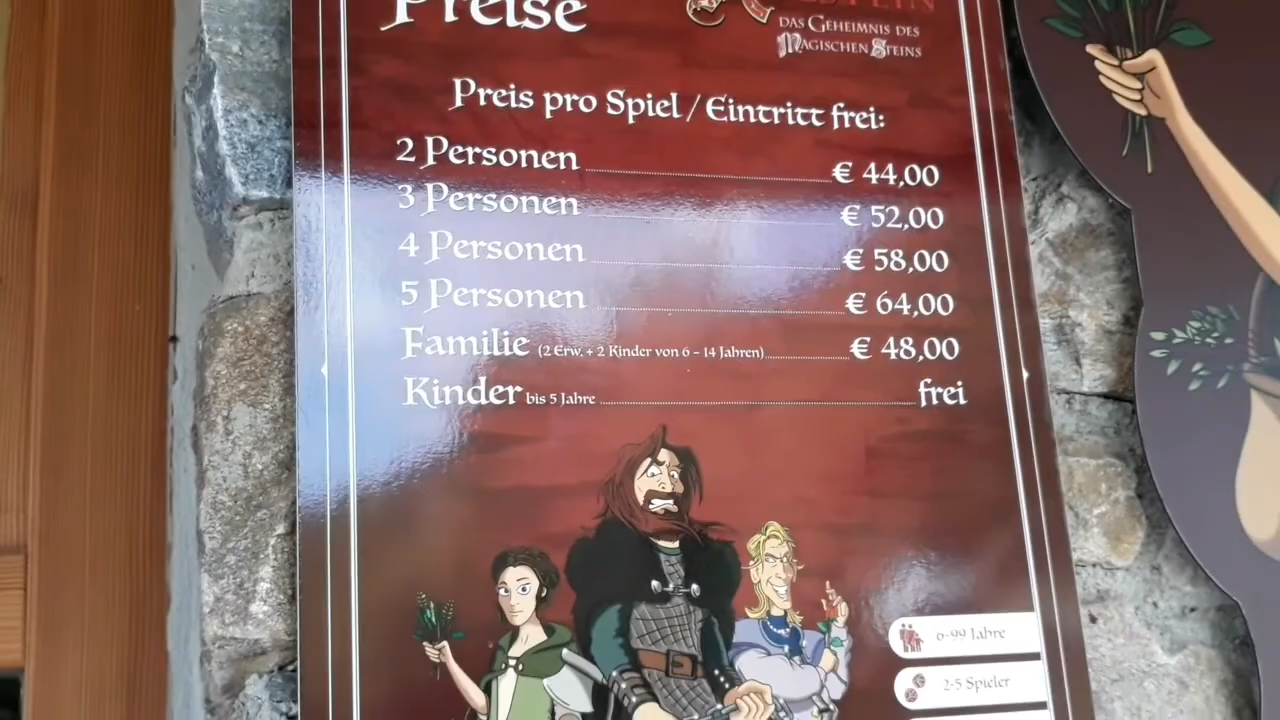 Preise
DAS GEHEIMNIS DES
MAGISCHEN STEINS
Preis pro Spiel / Eintritt frei:
2 Personen € 44,00
3 Personen € 52,00
4 Personen € 58,00
5 Personen € 64,00
Familie (2 Erw. + 2 Kinder von 6 - 14 Jahren) € 48,00
Kinder bis 5 Jahre frei
6-99 Jahre
2-5 Spieler